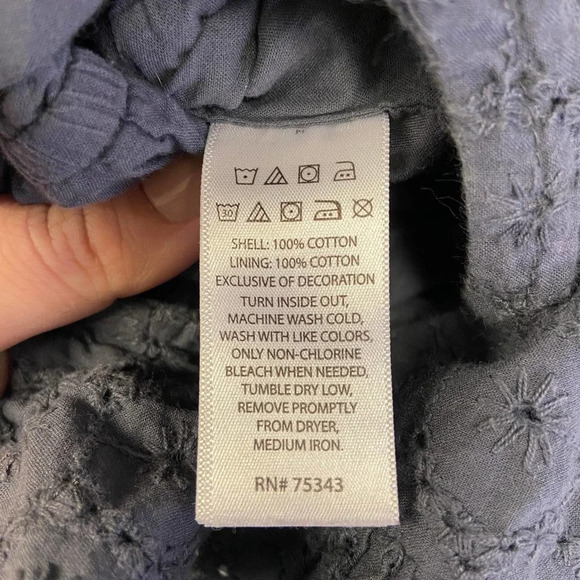 30
SHELL: 100% COTTON
LINING: 100% COTTON
EXCLUSIVE OF DECORATION
TURN INSIDE OUT,
MACHINE WASH COLD,
WASH WITH LIKE COLORS,
ONLY NON-CHLORINE
BLEACH WHEN NEEDED,
TUMBLE DRY LOW,
REMOVE PROMPTLY
FROM DRYER,
MEDIUM IRON.
RN# 75343